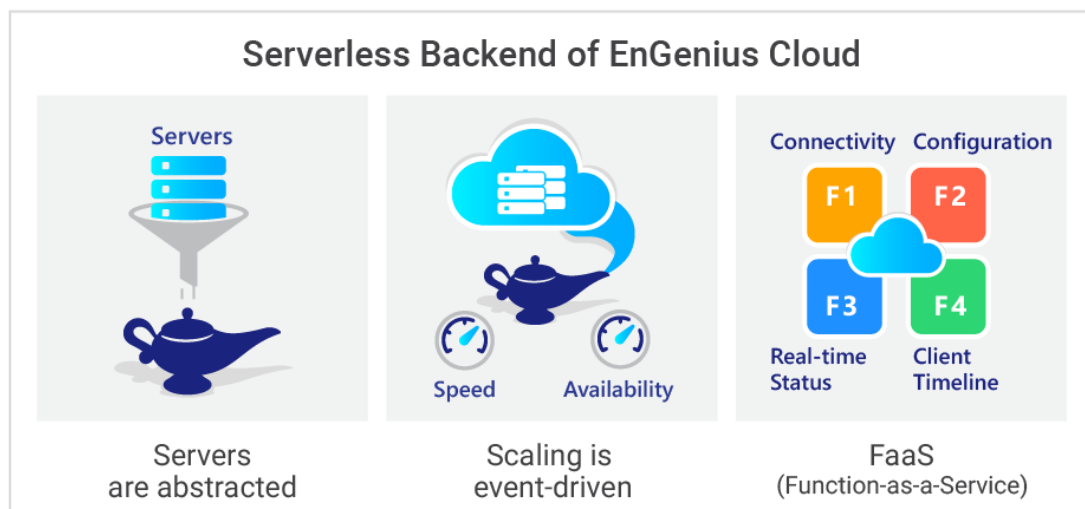 Serverless Backend of EnGenius Cloud
Servers
Servers
are abstracted
Speed
Availability
Scaling is
event-driven
Connectivity
Configuration
F1
F2
F3
F4
Real-time
Status
Client
Timeline
FaaS
(Function-as-a-Service)